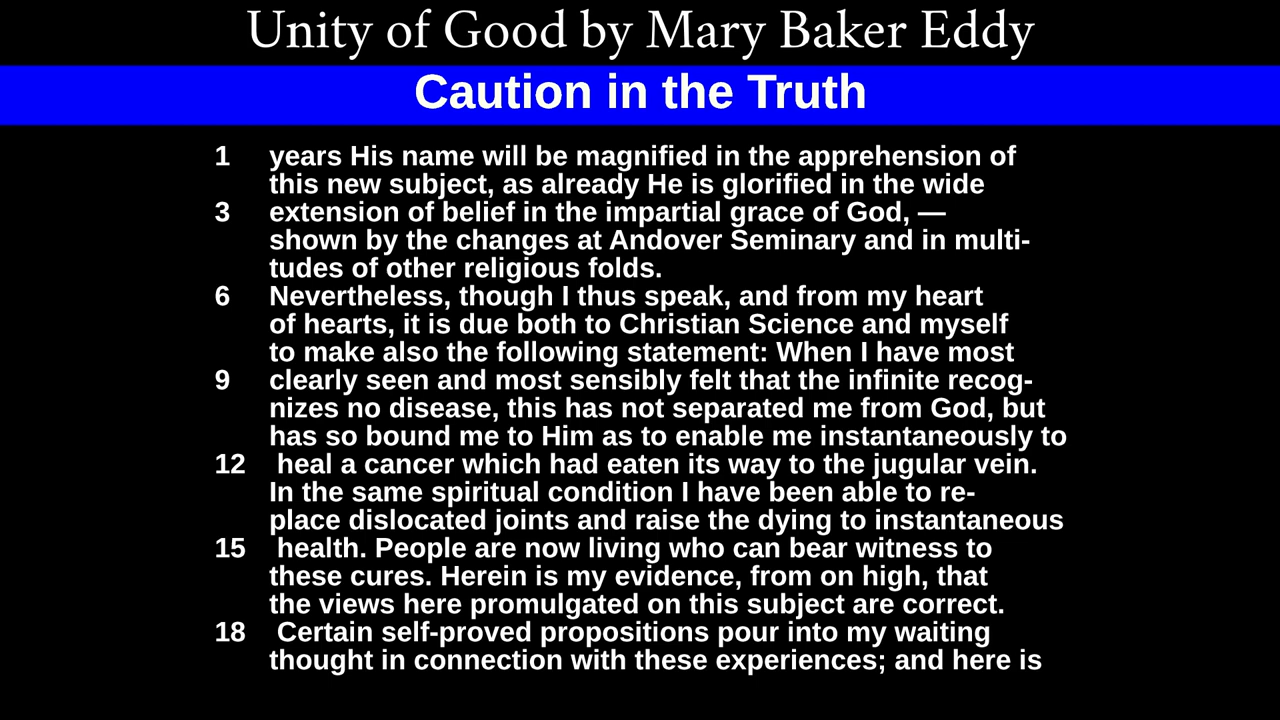 Unity of Good by Mary Baker Eddy
Caution in the Truth
1 years His name will be magnified in the apprehension of
this new subject, as already He is glorified in the wide
3 extension of belief in the impartial grace of God, —
shown by the changes at Andover Seminary and in multi-
tudes of other religious folds.
6 Nevertheless, though I thus speak, and from my heart
of hearts, it is due both to Christian Science and myself
to make also the following statement: When I have most
9 clearly seen and most sensibly felt that the infinite recog-
nizes no disease, this has not separated me from God, but
has so bound me to Him as to enable me instantaneously to
12 heal a cancer which had eaten its way to the jugular vein.
In the same spiritual condition I have been able to re-
place dislocated joints and raise the dying to instantaneous
15 health. People are now living who can bear witness to
these cures. Herein is my evidence, from on high, that
the views here promulgated on this subject are correct.
18 Certain self-proved propositions pour into my waiting
thought in connection with these experiences; and here is